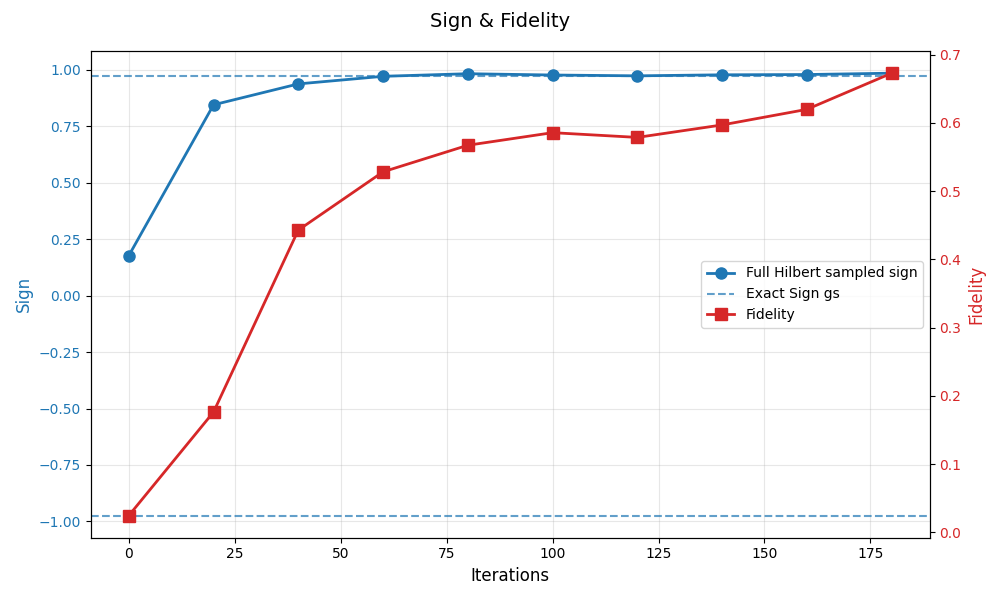 Sign & Fidelity
1.00
0.75
0.50
0.25
0.00
−0.25
−0.50
−0.75
−1.00
Sign
0.7
0.6
0.5
0.4
0.3
0.2
0.1
0.0
Fidelity
Full Hilbert sampled sign
Exact Sign gs
Fidelity
0 25 50 75 100 125 150 175
Iterations